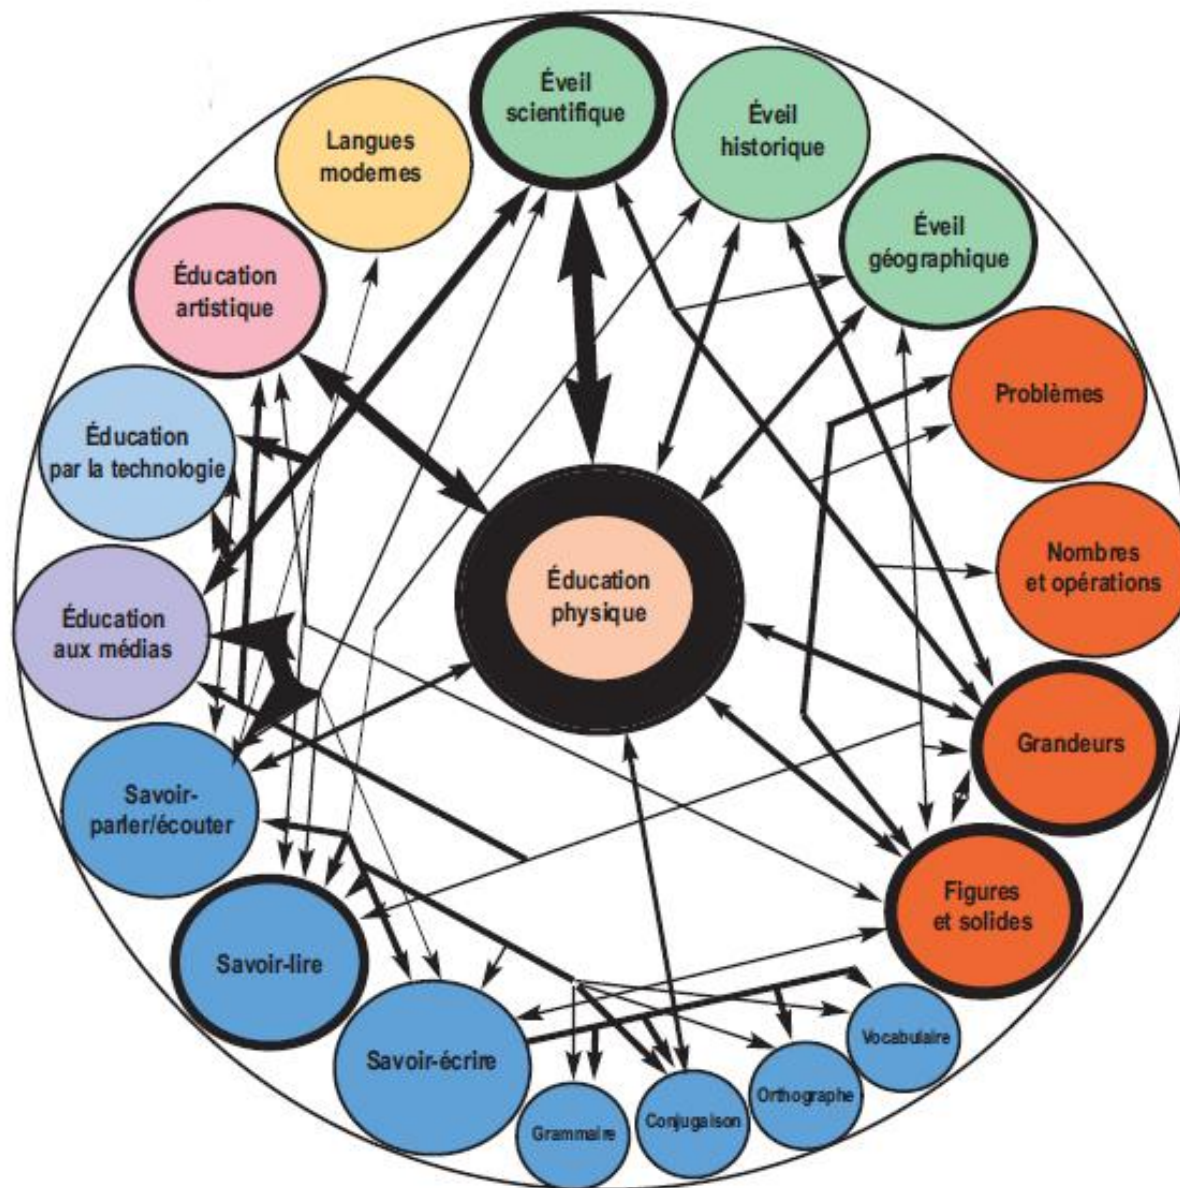 Éveil
scientifique
Éveil
historique
Langues
modernes
Éveil
géographique
Éducation
artistique
Problèmes
Éducation
par la technologie
Nombres
et opérations
Éducation
physique
Éducation
aux médias
Grandeurs
Savoir-
parler/écouter
Figures
et solides
Savoir-lire
Savoir-écrire
Vocabulaire
Orthographe
Conjugaison
Grammaire